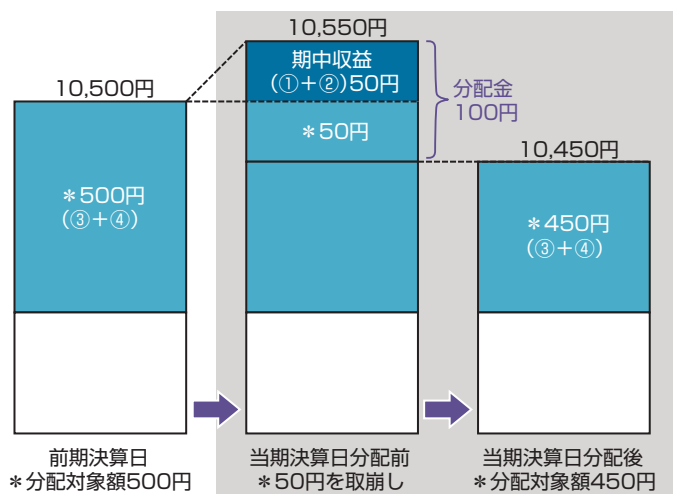 10,500円
＊500円
(③＋④)
前期決算日
＊分配対象額500円
10,550円
期中収益
(①＋②)50円
＊50円
分配金
100円
当期決算日分配前
＊50円を取崩し
10,450円
＊450円
(③＋④)
当期決算日分配後
＊分配対象額450円